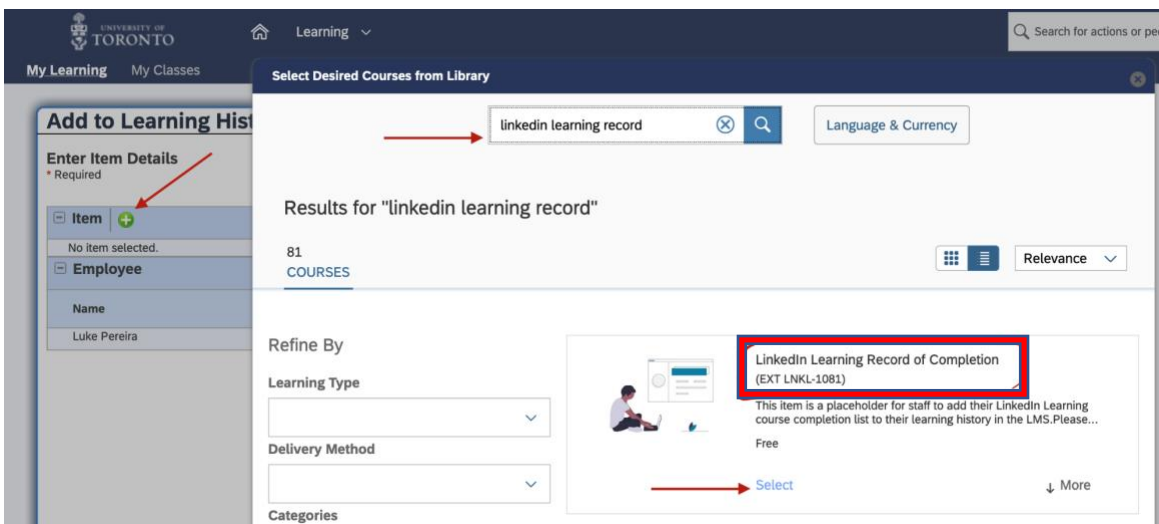 UNIVERSITY OF
TORONTO
Learning
Search for actions or pe
My Learning My Classes
Select Desired Courses from Library
Add to Learning Hist
linkedin learning record
Language & Currency
Enter Item Details
* Required
Item
No item selected.
Employee
Name
Luke Pereira
Results for "linkedin learning record"
81
COURSES
Relevance
Refine By
Learning Type
Delivery Method
Categories
LinkedIn Learning Record of Completion
(EXT LNKL-1081)
This item is a placeholder for staff to add their LinkedIn Learning
course completion list to their learning history in the LMS.Please...
Free
Select
More